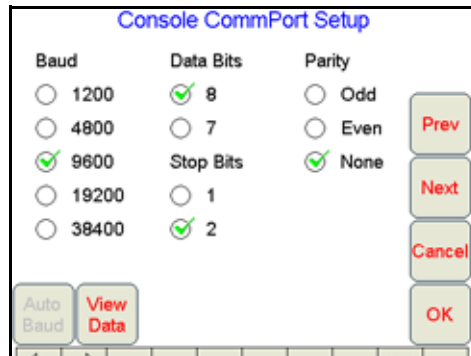 Console CommPort Setup
Baud
1200
4800
9600
19200
38400
Data Bits
8
7
Stop Bits
1
2
Parity
Odd
Even
None
Prev
Next
Cancel
OK
Auto
Baud
View
Data